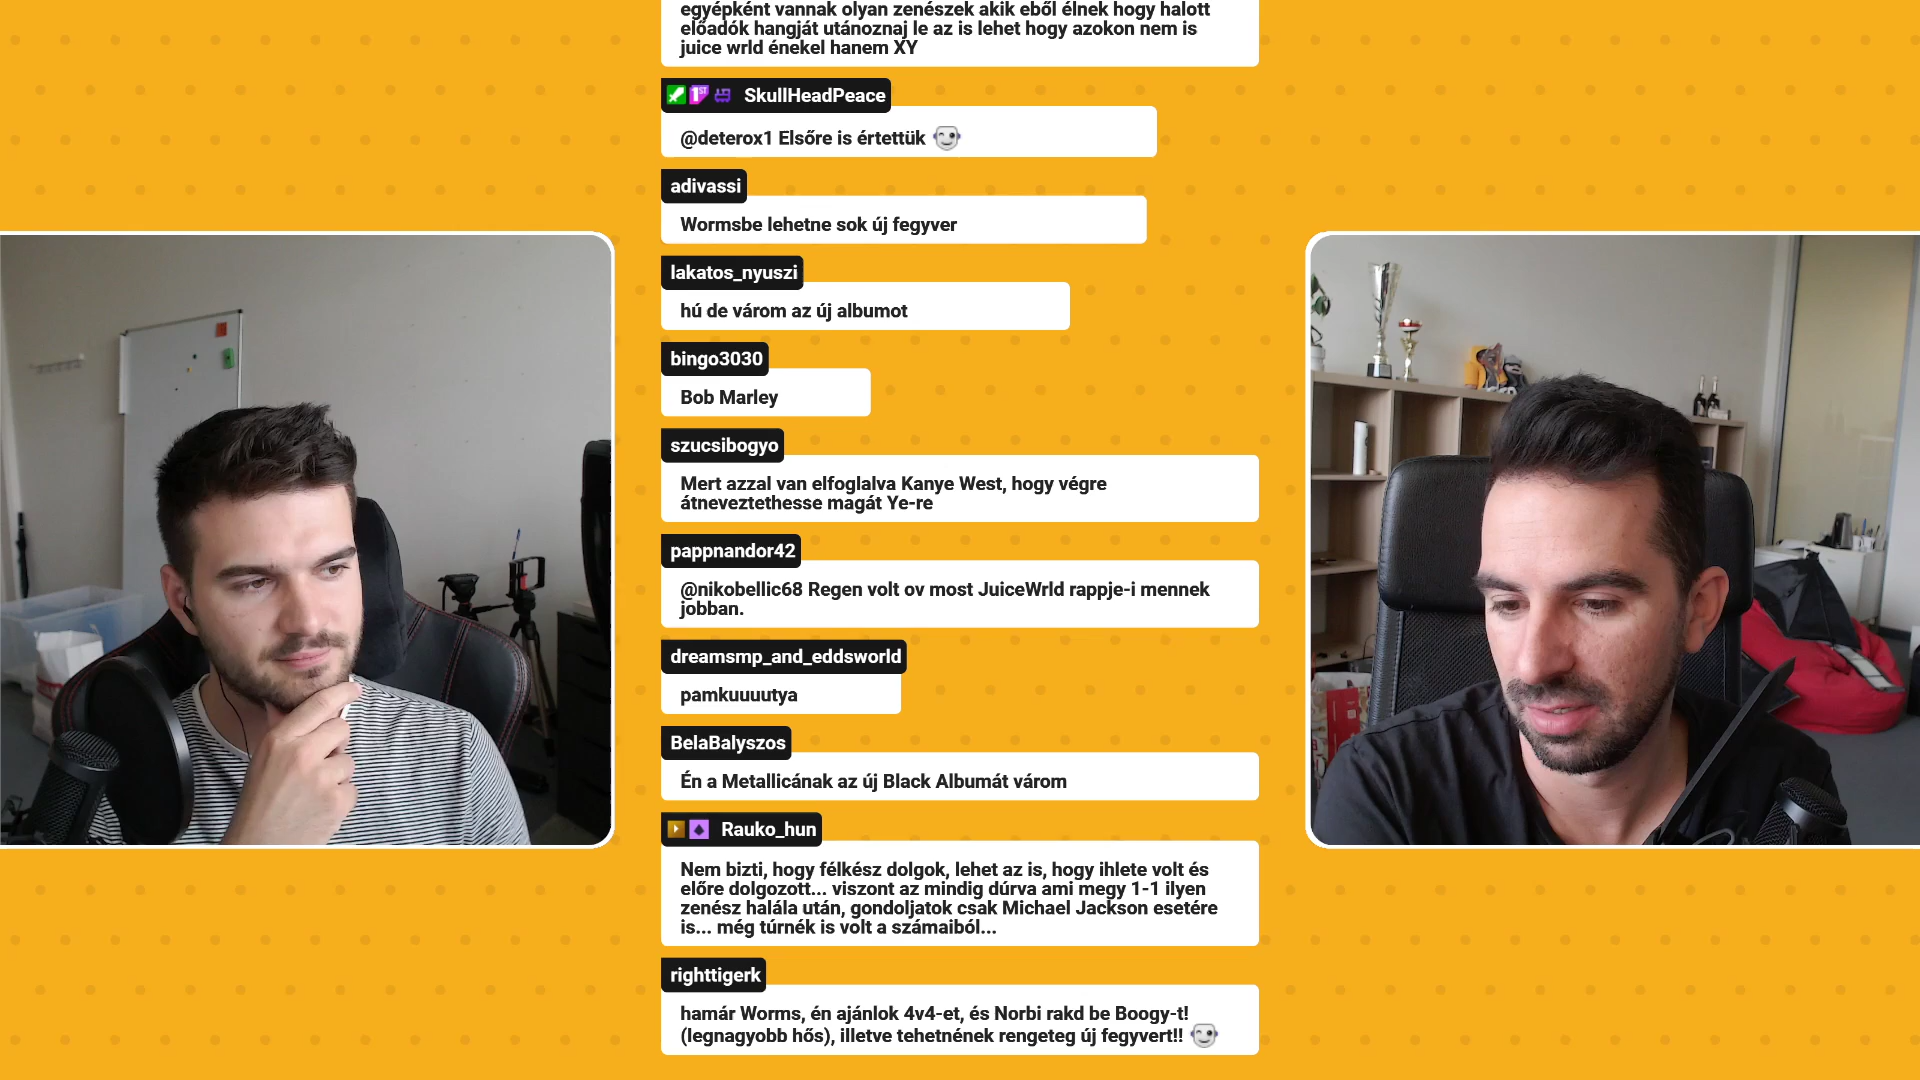 egyépként vannak olyan zenészek akik eből élnek hogy halott
előadók hangját utánoznaj le az is lehet hogy azokon nem is
juice wrld énekel hanem XY
SkullHeadPeace
@deterox1 Elsőre is értettük
adivassi
Wormsbe lehetne sok új fegyver
lakatos_nyuszi
hú de várom az új albumot
bingo3030
Bob Marley
szucsibogyo
Mert azzal van elfoglalva Kanye West, hogy végre
átneveztethesse magát Ye-re
pappnandor42
@nikobellic68 Regen volt ov most JuiceWrld rappje-i mennek
jobban.
dreamsmp_and_eddsworld
pamkuuuutya
BelaBalyszos
Én a Metallicának az új Black Albumát várom
Rauko_hun
Nem bizti, hogy félkész dolgok, lehet az is, hogy ihlete volt és
előre dolgozott... viszont az mindig dúrva ami megy 1-1 ilyen
zenész halála után, gondoljatok csak Michael Jackson esetére
is... még túrnék is volt a számaiból...
righttigerk
hamár Worms, én ajánlok 4v4-et, és Norbi rakd be Boogy-t!
(legnagyobb hős), illetve tehetnének rengeteg új fegyvert!!